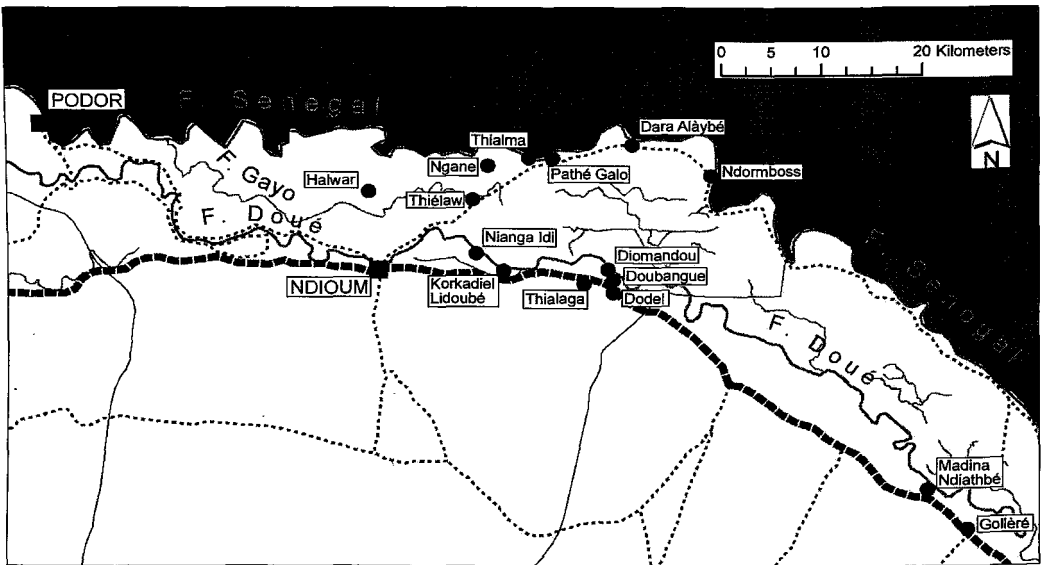 0 5 10 20 Kilometers
PODOR
F. Senegal
N
Dara Alàybé
Thialma
Ngane
Pathé Galo
Ndormboss
Halwar
F. Gayo
Thiélaw
F. Doué
Nianga Idi
Diomandou
Doubangue
NDIOUM
Korkadiel
Lidoubé
Thialaga
Dodel
F. Senegal
F. Doué
Madina
Ndiathbé
Golièré